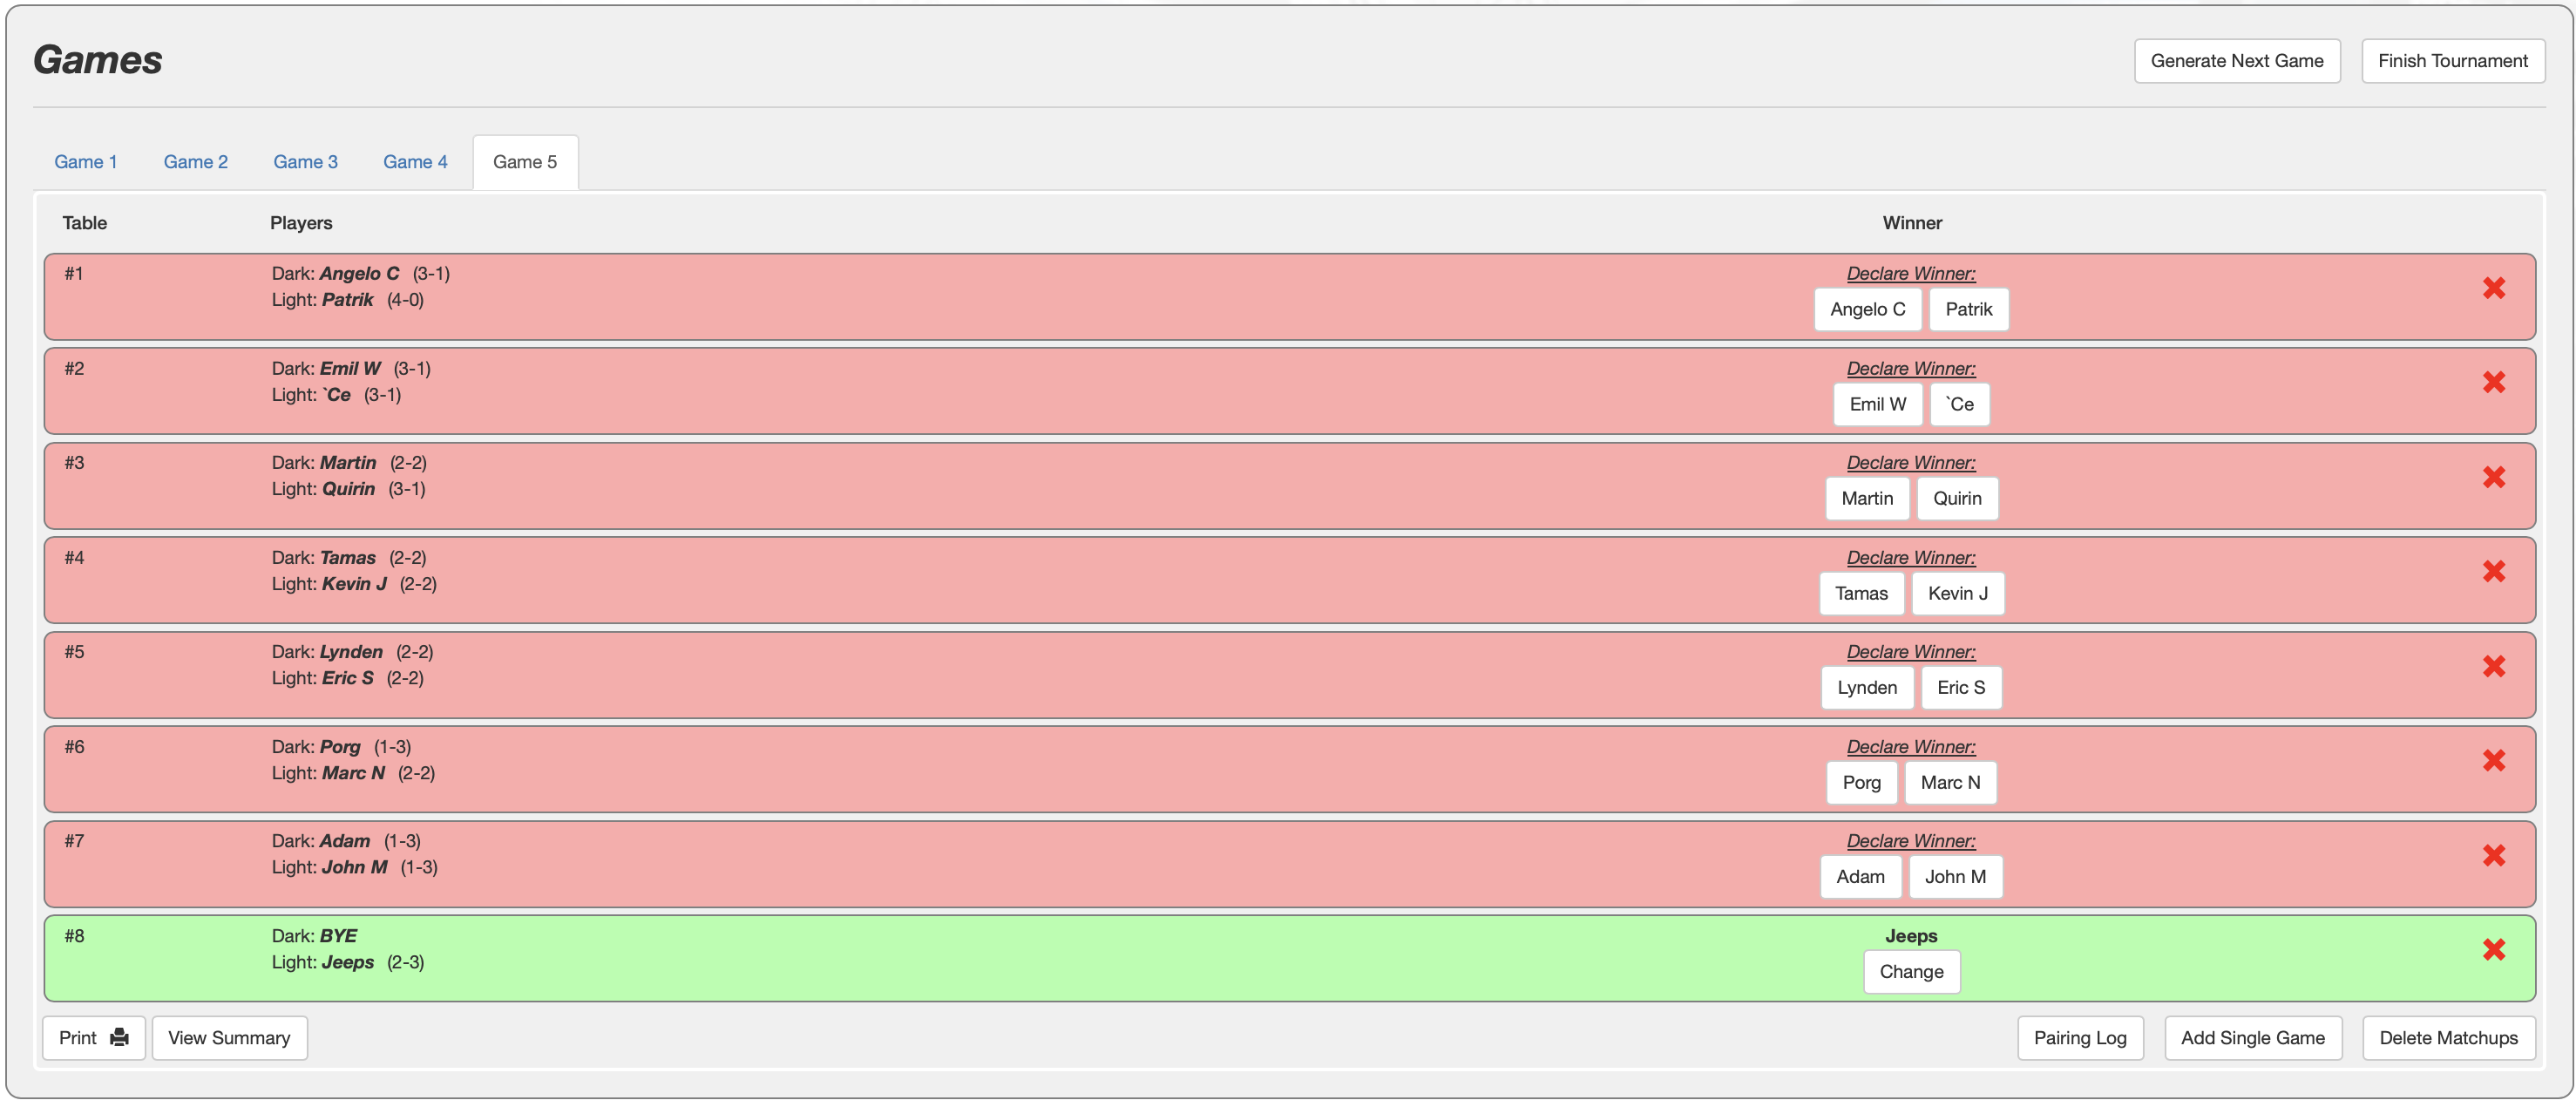 Games
Generate Next Game
Finish Tournament
Game 1
Game 2
Game 3
Game 4
Game 5
Table
Players
Winner
#1
Dark: Angelo C (3-1)
Light: Patrik (4-0)
Declare Winner:
Angelo C
Patrik
#2
Dark: Emil W (3-1)
Light: `Ce (3-1)
Declare Winner:
Emil W
`Ce
#3
Dark: Martin (2-2)
Light: Quirin (3-1)
Declare Winner:
Martin
Quirin
#4
Dark: Tamas (2-2)
Light: Kevin J (2-2)
Declare Winner:
Tamas
Kevin J
#5
Dark: Lynden (2-2)
Light: Eric S (2-2)
Declare Winner:
Lynden
Eric S
#6
Dark: Porg (1-3)
Light: Marc N (2-2)
Declare Winner:
Porg
Marc N
#7
Dark: Adam (1-3)
Light: John M (1-3)
Declare Winner:
Adam
John M
#8
Dark: BYE
Light: Jeeps (2-3)
Jeeps
Change
Print
View Summary
Pairing Log
Add Single Game
Delete Matchups